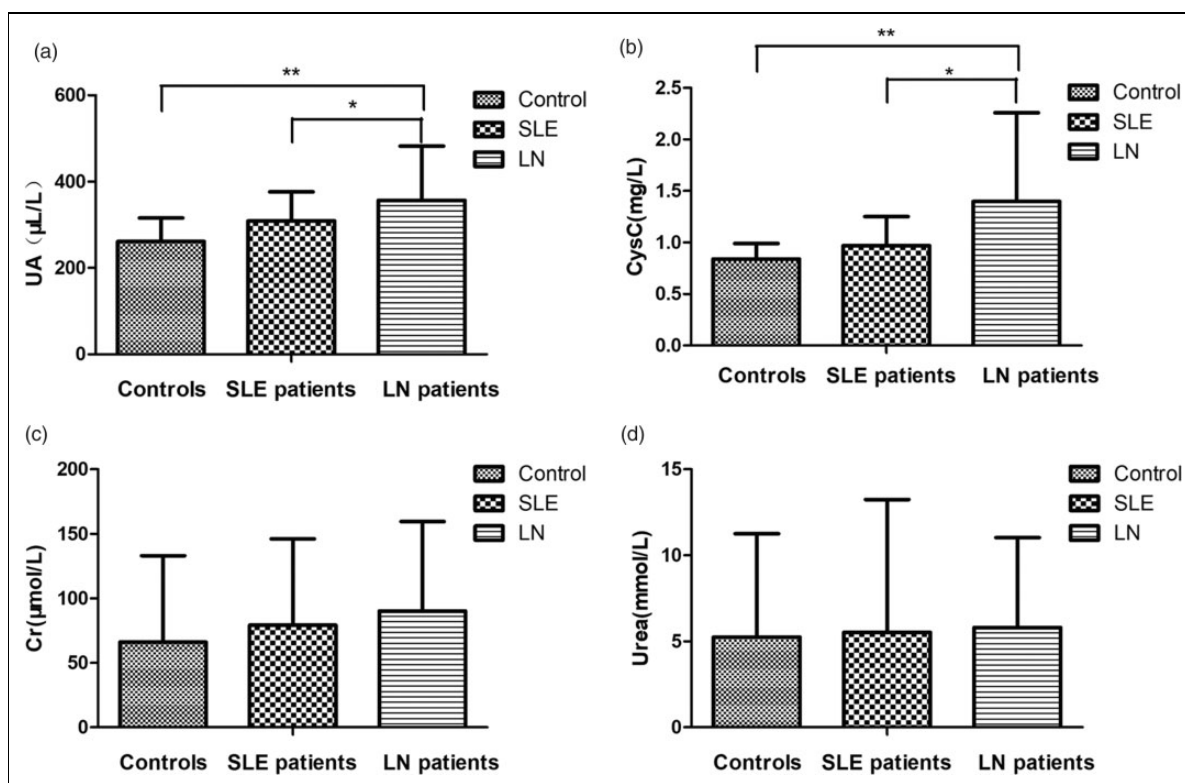 (a)
**
*
600
400
200
0
UA（μL/L）
Control
SLE
LN
Controls SLE patients LN patients
(b)
**
*
2.5
2.0
1.5
1.0
0.5
0.0
CysC(mg/L)
Control
SLE
LN
Controls SLE patients LN patients
(c)
200
150
100
50
0
Cr(μmol/L)
Control
SLE
LN
Controls SLE patients LN patients
(d)
15
10
5
0
Urea(mmol/L)
Control
SLE
LN
Controls SLE patients LN patients